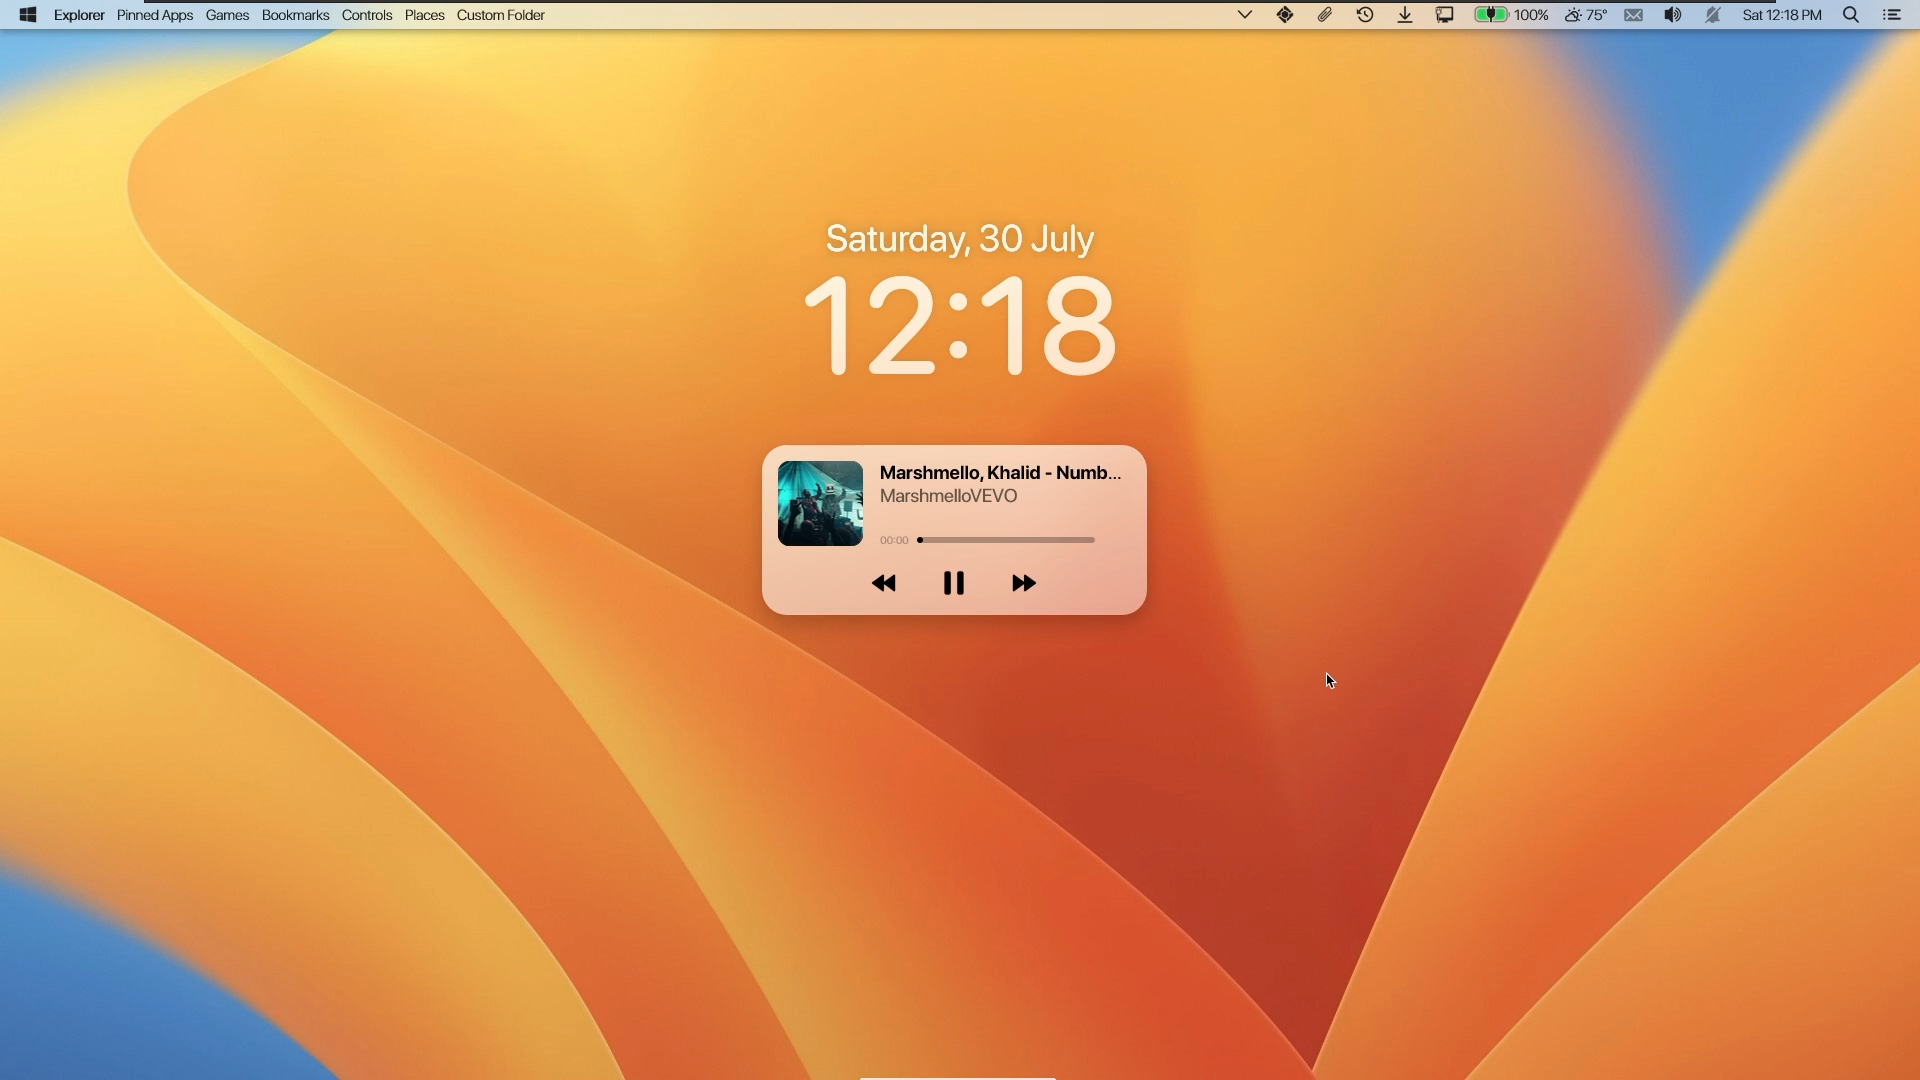 Explorer Pinned Apps Games Bookmarks Controls Places Custom Folder 100% 75° Sat 12:18 PM
Saturday, 30 July
12:18
Marshmello, Khalid - Numb...
MarshmelloVEVO
00:00